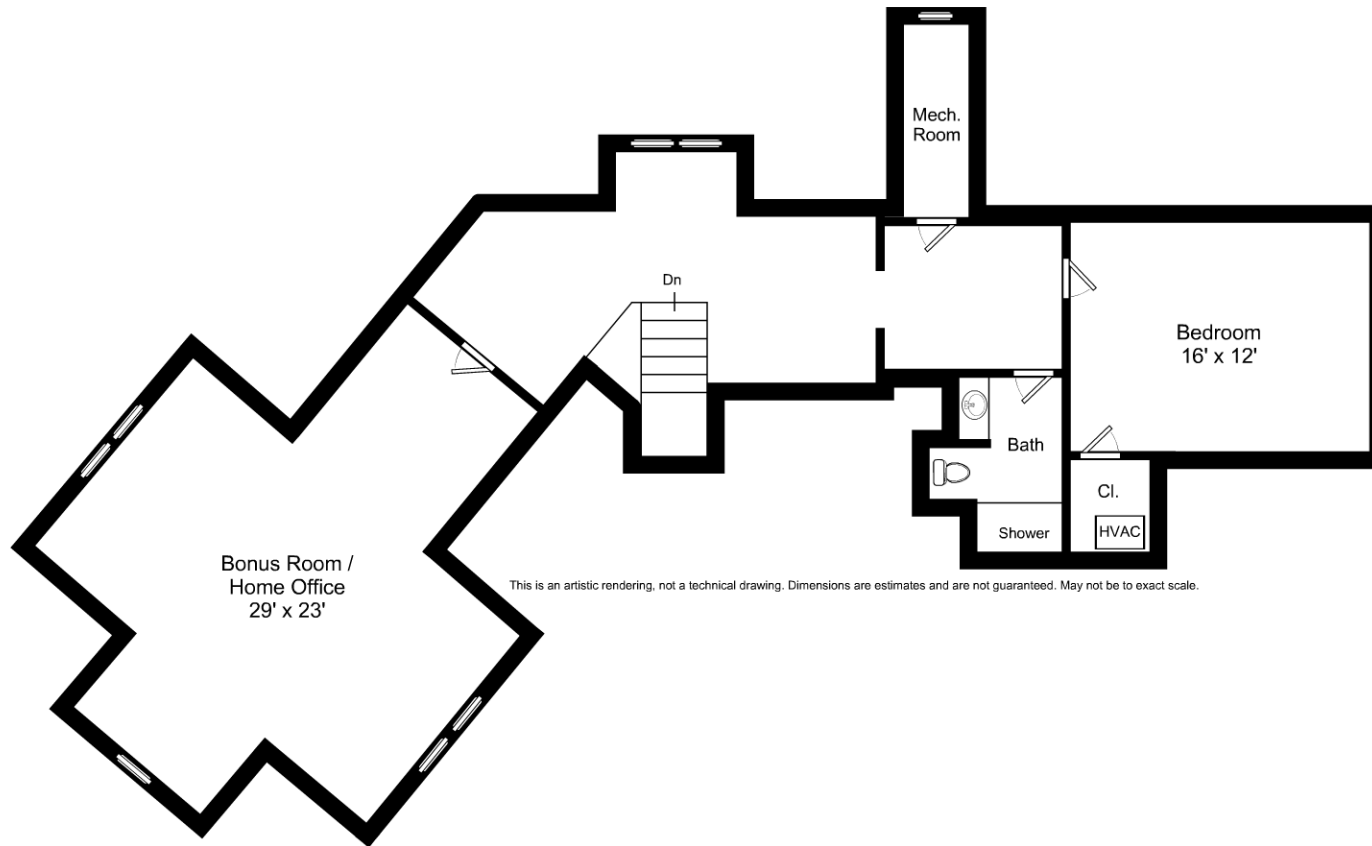 Mech.
Room
Dn
Bedroom
16' x 12'
Bath
Cl.
HVAC
Shower
Bonus Room /
Home Office
29' x 23'
This is an artistic rendering, not a technical drawing. Dimensions are estimates and are not guaranteed. May not be to exact scale.